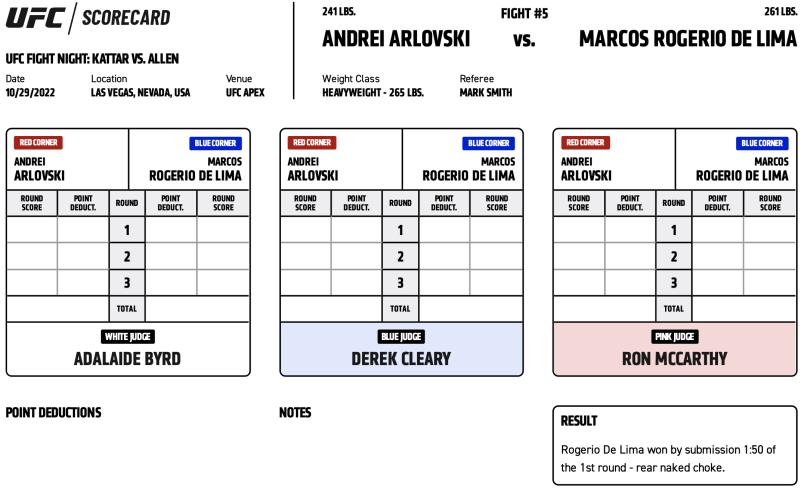 UFC / SCORECARD
UFC FIGHT NIGHT: KATTAR VS. ALLEN
Date Location Venue
10/29/2022 LAS VEGAS, NEVADA, USA UFC APEX
241 LBS. FIGHT #5 261 LBS.
ANDREI ARLOVSKI vs. MARCOS ROGERIO DE LIMA
Weight Class Referee
HEAVYWEIGHT - 265 LBS. MARK SMITH
RED CORNER BLUE CORNER
ANDREI MARCOS
ARLOVSKI ROGERIO DE LIMA
ROUND POINT ROUND POINT ROUND
SCORE DEDUCT. DEDUCT. SCORE
1
2
3
TOTAL
WHITE JUDGE
ADALAIDE BYRD
RED CORNER BLUE CORNER
ANDREI MARCOS
ARLOVSKI ROGERIO DE LIMA
ROUND POINT ROUND POINT ROUND
SCORE DEDUCT. DEDUCT. SCORE
1
2
3
TOTAL
BLUE JUDGE
DEREK CLEARY
RED CORNER BLUE CORNER
ANDREI MARCOS
ARLOVSKI ROGERIO DE LIMA
ROUND POINT ROUND POINT ROUND
SCORE DEDUCT. DEDUCT. SCORE
1
2
3
TOTAL
PINK JUDGE
RON MCCARTHY
POINT DEDUCTIONS
NOTES
RESULT
Rogerio De Lima won by submission 1:50 of
the 1st round - rear naked choke.